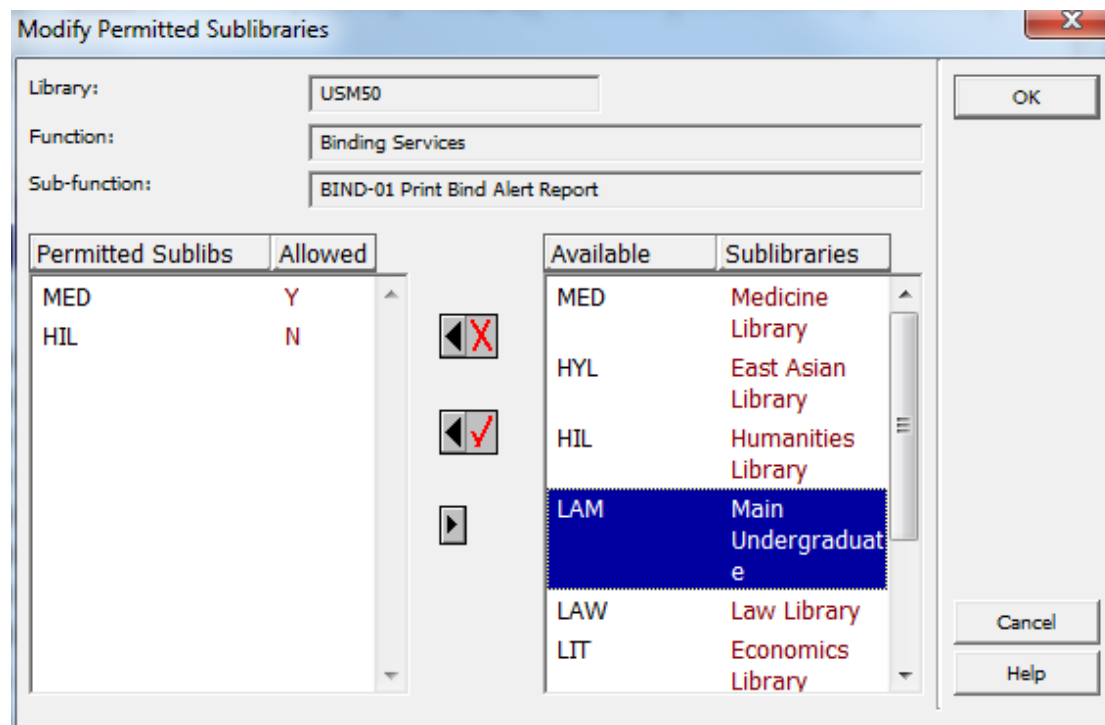 Modify Permitted Sublibraries
X
Library:
USM50
OK
Function:
Binding Services
Sub-function:
BIND-01 Print Bind Alert Report
Permitted Sublibs Allowed
MED Y
HIL N
Available Sublibraries
MED Medicine
Library
HYL East Asian
Library
HIL Humanities
Library
LAM Main
Undergraduat
e
LAW Law Library
LIT Economics
Library
Cancel
Help